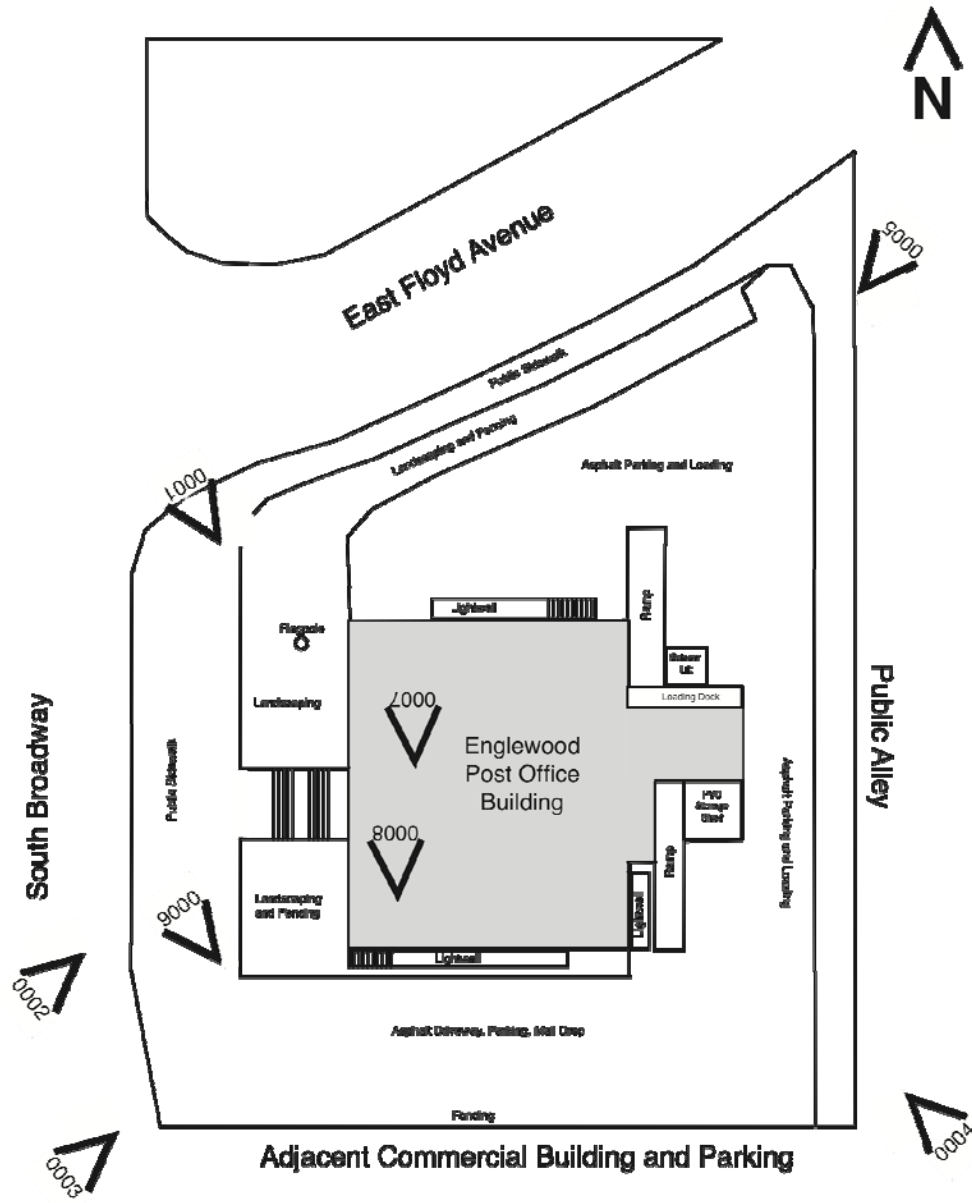 N
East Floyd Avenue
0005
Public Sidewalk
Landscaping and Fencing
Asphalt Parking and Loading
0001
Lightwell
Ramp
Flagpole
Loading Dock
Landscaping
0007
Englewood
Post Office
Building
Public Alley
South Broadway
Public Sidewalk
Storage
Asphalt Parking and Loading
0008
Ramp
Landscaping
and Fencing
0006
Lightwell
Lightwell
0002
Asphalt Driveway, Parking, Mail Drop
Fencing
0003
Adjacent Commercial Building and Parking
0004